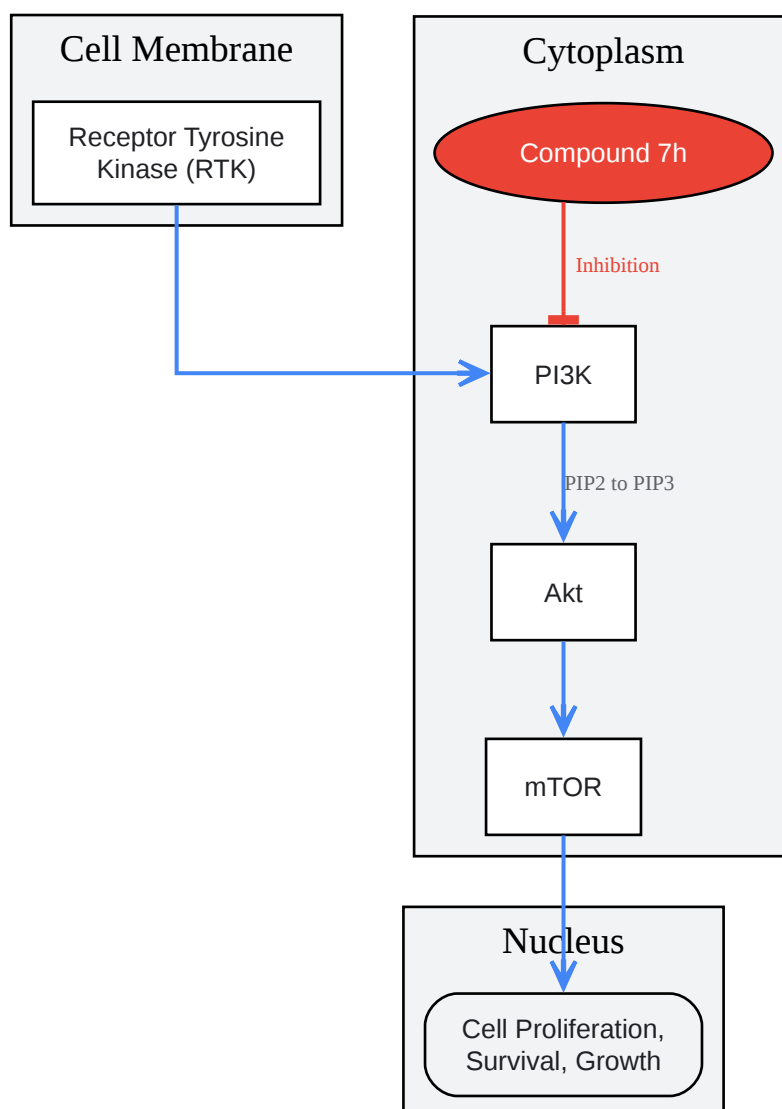 Cell Membrane
Receptor Tyrosine
Kinase (RTK)
Cytoplasm
Compound 7h
Inhibition
PI3K
PIP2 to PIP3
Akt
mTOR
Nucleus
Cell Proliferation,
Survival, Growth